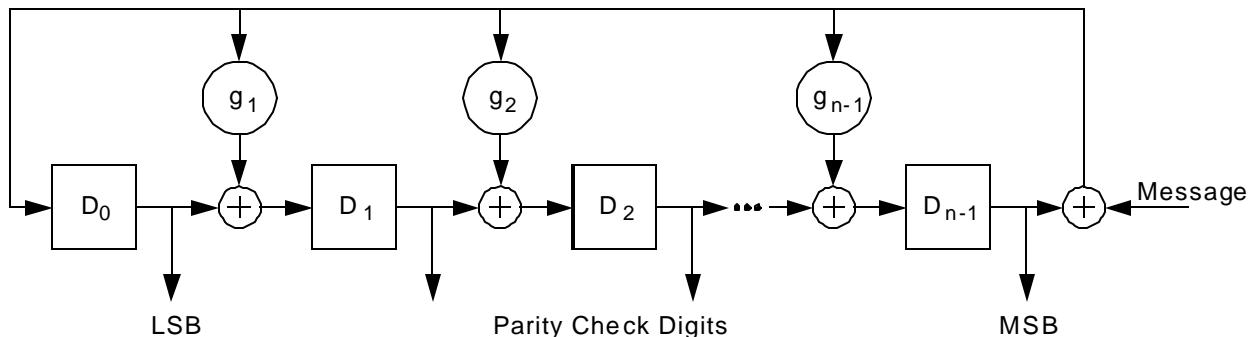 g1 g2 gn-1
D0 D1 D2 ... Dn-1 Message
LSB Parity Check Digits MSB